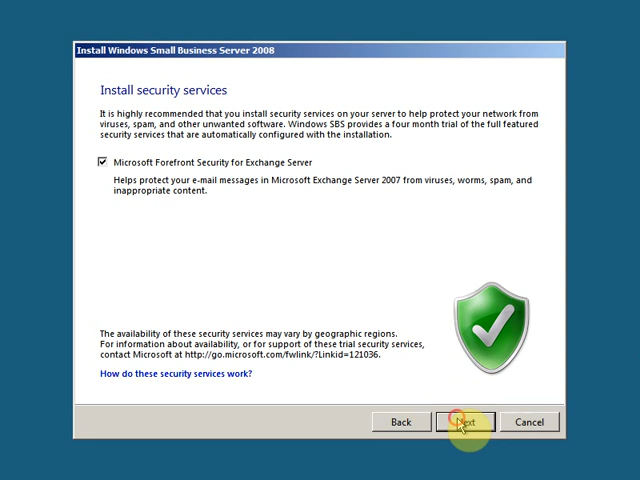 Install Windows Small Business Server 2008
Install security services
It is highly recommended that you install security services on your server to help protect your network from
viruses, spam, and other unwanted software. Windows SBS provides a four month trial of the full featured
security services that are automatically configured with the installation.
Microsoft Forefront Security for Exchange Server
Helps protect your e-mail messages in Microsoft Exchange Server 2007 from viruses, worms, spam, and
inappropriate content.
The availability of these security services may vary by geographic regions.
For information about availability, or for support of these trial security services,
contact Microsoft at http://go.microsoft.com/fwlink/?Linkid=121036.
How do these security services work?
Back Next Cancel